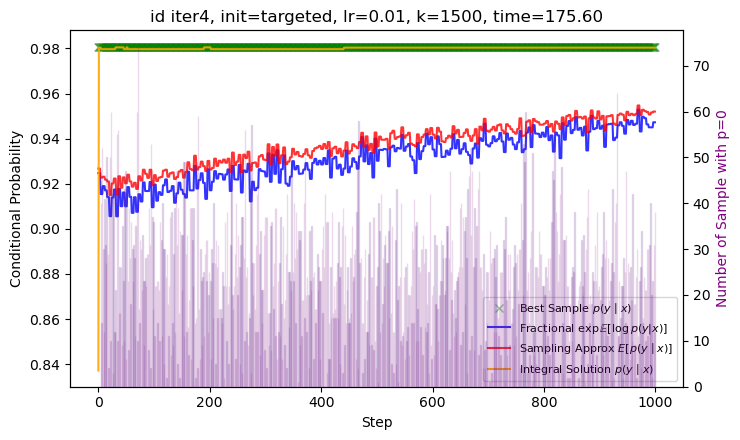 id iter4, init=targeted, lr=0.01, k=1500, time=175.60
Conditional Probability
0.98
0.96
0.94
0.92
0.90
0.88
0.86
0.84
0
200
400
600
800
1000
Step
70
60
50
40
30
20
10
0
Number of Sample with p=0
Best Sample p(y | x)
Fractional exp𝔼[log p(y|x)]
Sampling Approx E[p(y | x)]
Integral Solution p(y | x)